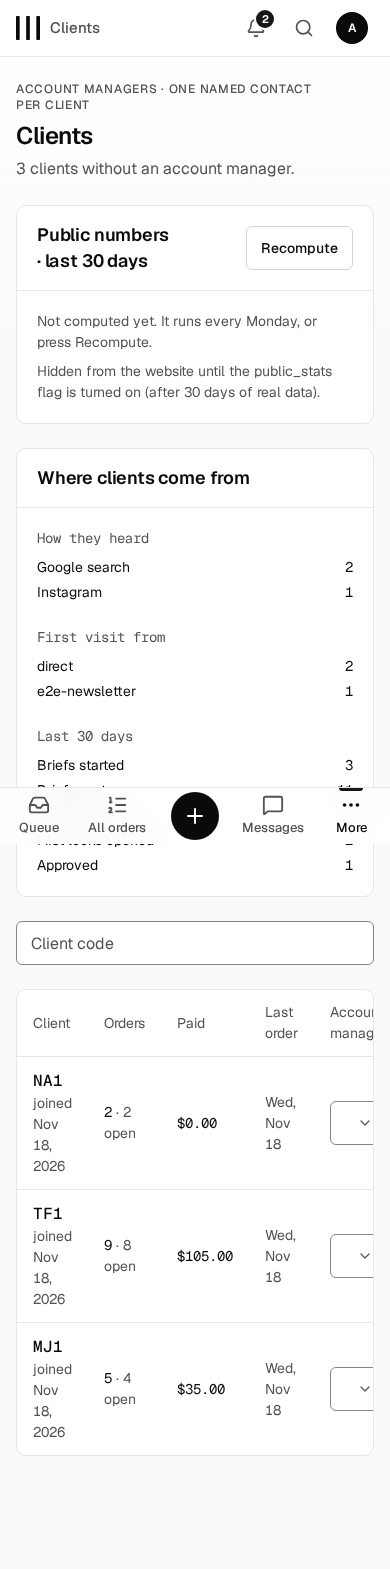 Clients
2
A
ACCOUNT MANAGERS · ONE NAMED CONTACT
PER CLIENT
Clients
3 clients without an account manager.
Public numbers
· last 30 days
Recompute
Not computed yet. It runs every Monday, or
press Recompute.
Hidden from the website until the public_stats
flag is turned on (after 30 days of real data).
Where clients come from
How they heard
Google search 2
Instagram 1
First visit from
direct 2
e2e-newsletter 1
Last 30 days
Briefs started 3
Queue
All orders
Messages
More
Approved 1
Client code
Client Orders Paid Last order
NA1
joined Nov 18, 2026
2 · 2 open
$0.00
Wed, Nov 18
TF1
joined Nov 18, 2026
9 · 8 open
$105.00
Wed, Nov 18
MJ1
joined Nov 18, 2026
5 · 4 open
$35.00
Wed, Nov 18